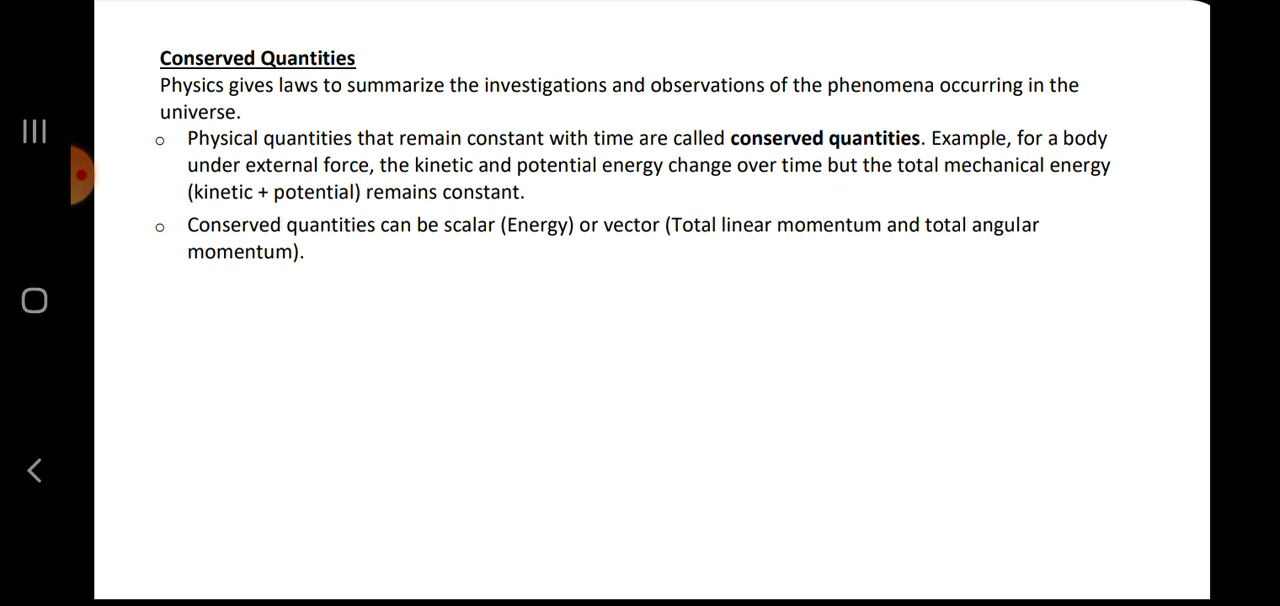 Conserved Quantities
Physics gives laws to summarize the investigations and observations of the phenomena occurring in the
universe.
o Physical quantities that remain constant with time are called conserved quantities. Example, for a body
under external force, the kinetic and potential energy change over time but the total mechanical energy
(kinetic + potential) remains constant.
o Conserved quantities can be scalar (Energy) or vector (Total linear momentum and total angular
momentum).